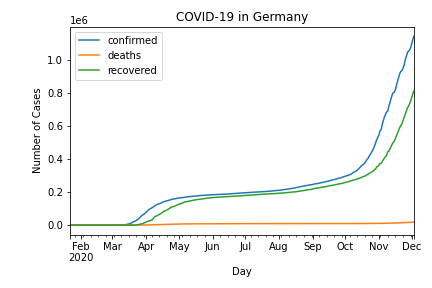 COVID-19 in Germany
1e6
confirmed
deaths
recovered
Number of Cases
1.0
0.8
0.6
0.4
0.2
0.0
Feb Mar Apr May Jun Jul Aug Sep Oct Nov Dec
2020
Day